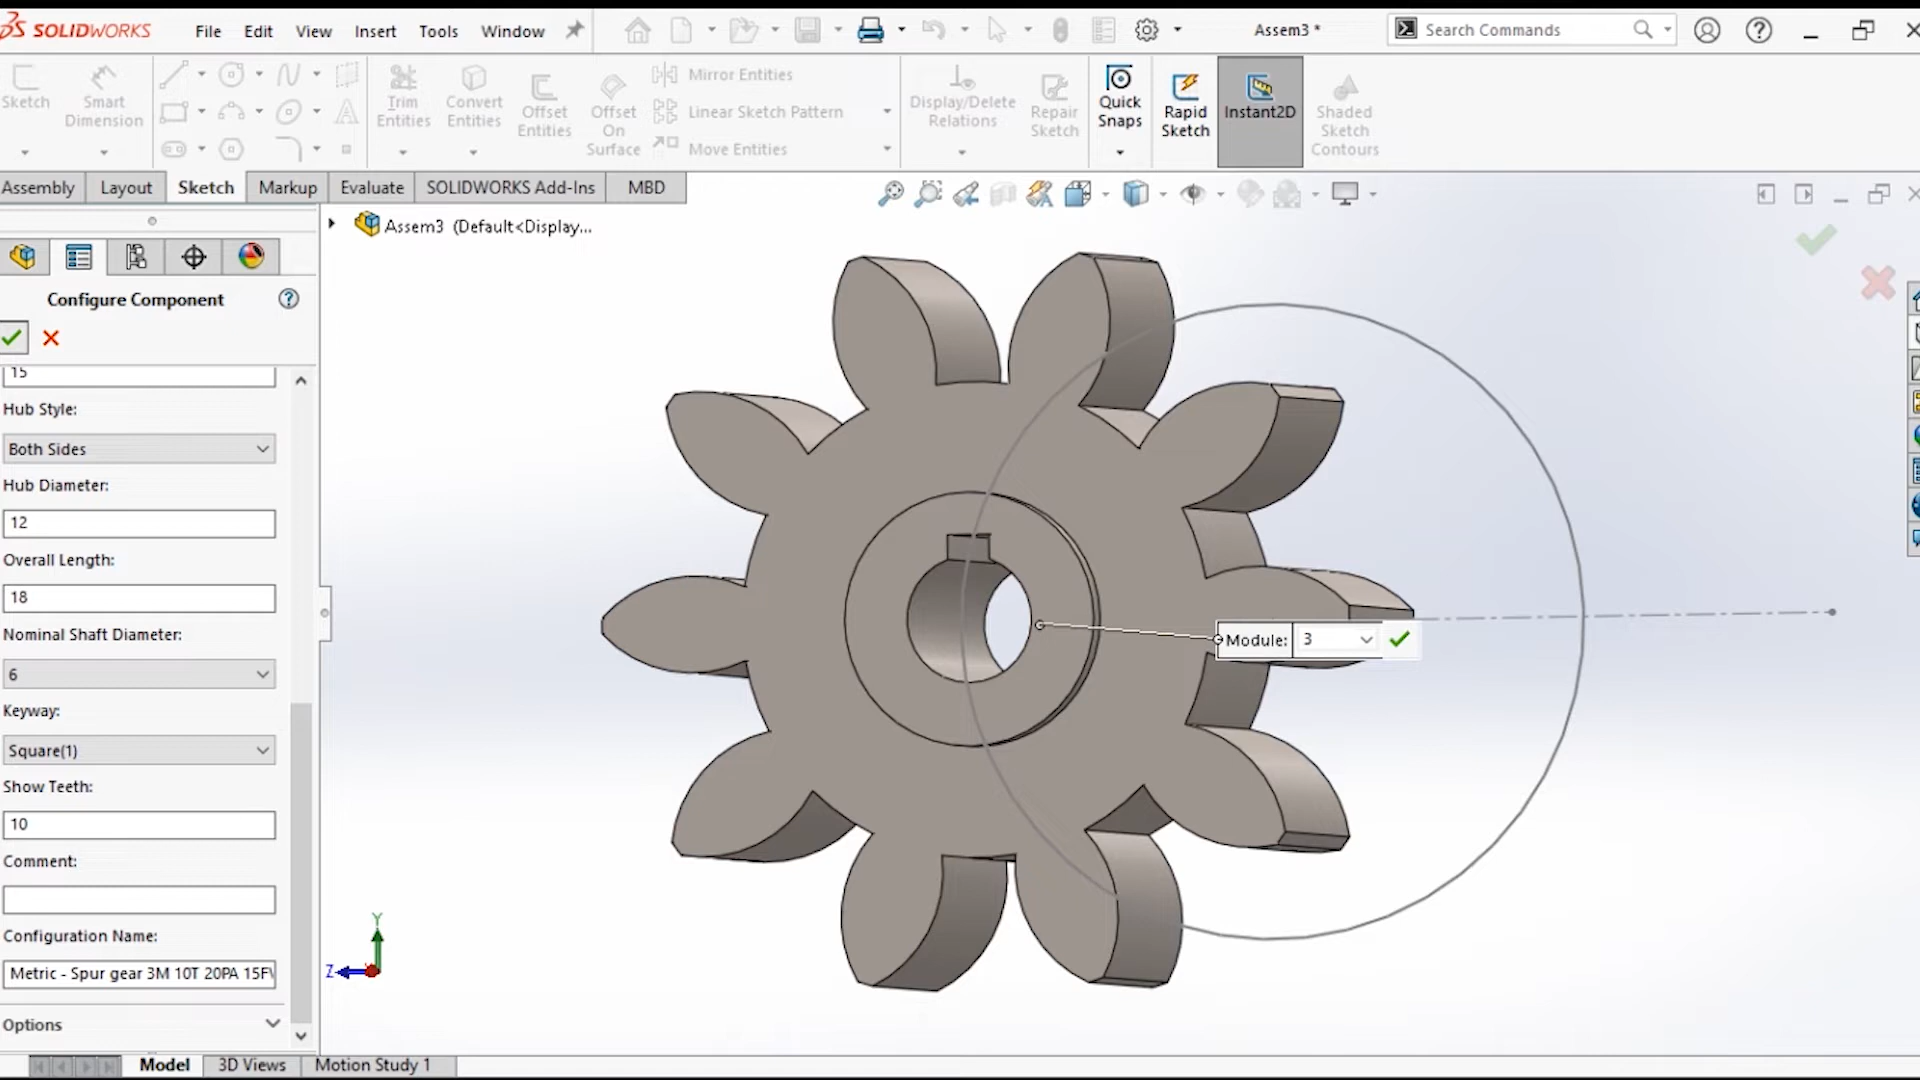 SOLIDWORKS File Edit View Insert Tools Window Assem3 * Search Commands
Sketch Smart Dimension Trim Entities Convert Entities Offset Entities Offset On Surface Mirror Entities Linear Sketch Pattern Move Entities Display/Delete Relations Repair Sketch Quick Snaps Rapid Sketch Instant2D Shaded Sketch Contours
Assembly Layout Sketch Markup Evaluate SOLIDWORKS Add-Ins MBD
Assem3 (Default<Display...
Configure Component
15
Hub Style:
Both Sides
Hub Diameter:
12
Overall Length:
18
Nominal Shaft Diameter:
6
Keyway:
Square(1)
Show Teeth:
10
Comment:
Configuration Name:
Metric - Spur gear 3M 10T 20PA 15FW
Options
Module: 3
Y
Z
Model 3D Views Motion Study 1